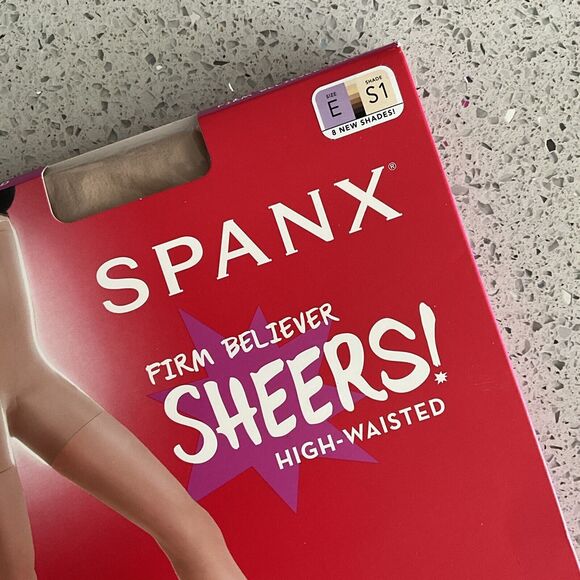 SIZE
E
SHADE
S1
8 NEW SHADES!
SPANX®
FIRM BELIEVER
SHEERS!
HIGH-WAISTED